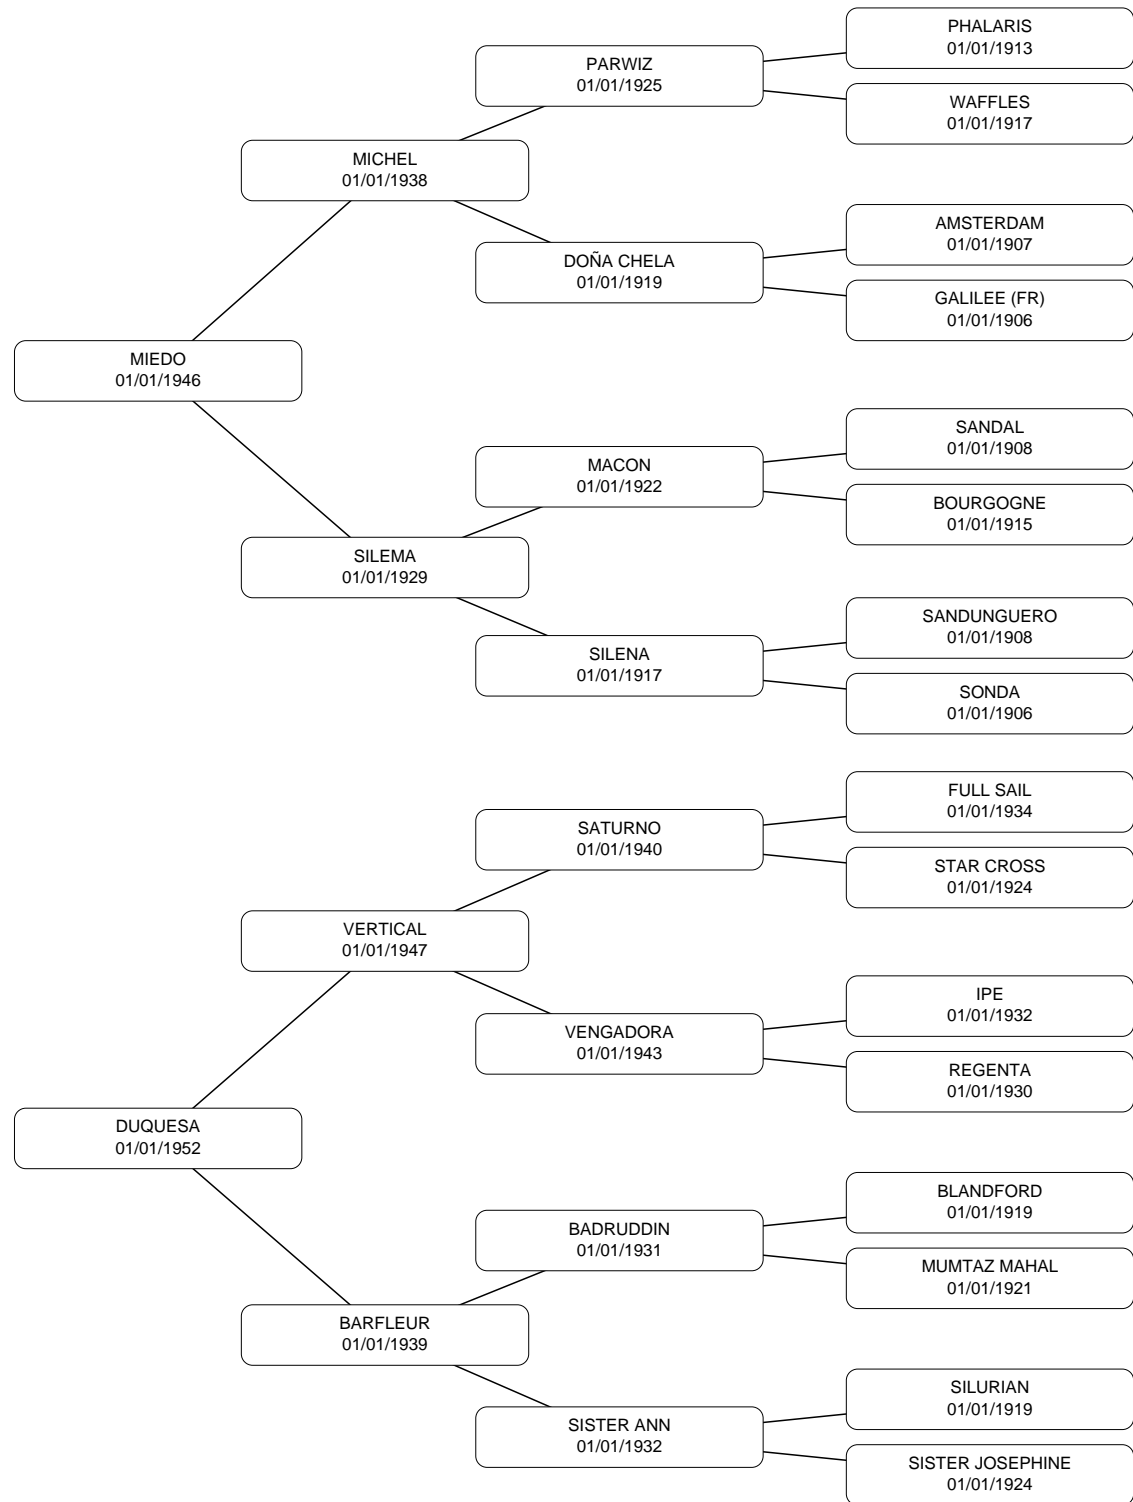 PHALARIS
01/01/1913
PARWIZ
01/01/1925
WAFFLES
01/01/1917
MICHEL
01/01/1938
AMSTERDAM
01/01/1907
DOÑA CHELA
01/01/1919
GALILEE (FR)
01/01/1906
MIEDO
01/01/1946
SANDAL
01/01/1908
MACON
01/01/1922
BOURGOGNE
01/01/1915
SILEMA
01/01/1929
SANDUNGUERO
01/01/1908
SILENA
01/01/1917
SONDA
01/01/1906
FULL SAIL
01/01/1934
SATURNO
01/01/1940
STAR CROSS
01/01/1924
VERTICAL
01/01/1947
IPE
01/01/1932
VENGADORA
01/01/1943
REGENTA
01/01/1930
DUQUESA
01/01/1952
BLANDFORD
01/01/1919
BADRUDDIN
01/01/1931
MUMTAZ MAHAL
01/01/1921
BARFLEUR
01/01/1939
SILURIAN
01/01/1919
SISTER ANN
01/01/1932
SISTER JOSEPHINE
01/01/1924